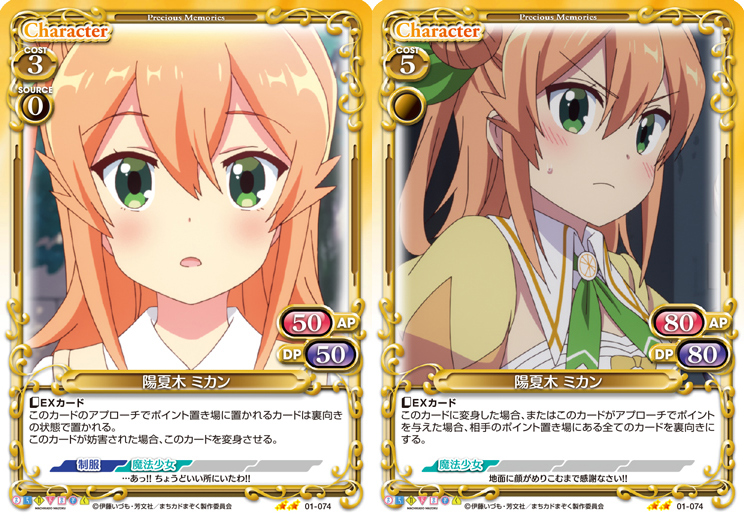 Precious Memories
Character
COST
3
SOURCE
0
50 AP
DP 50
陽夏木 ミカン
EXカード
このカードのアプローチでポイント置き場に置かれるカードは裏向き
の状態で置かれる。
このカードが妨害された場合、このカードを変身させる。
制服 魔法少女
…あっ!! ちょうどいい所にいたわ!!
©伊藤いづも・芳文社/まちカドまぞく製作委員会
01-074
Precious Memories
Character
COST
5
80 AP
DP 80
陽夏木 ミカン
EXカード
このカードに変身した場合、またはこのカードがアプローチでポイント
を与えた場合、相手のポイント置き場にある全てのカードを裏向きに
する。
魔法少女
地面に顔がめりこむまで感謝なさい!!
©伊藤いづも・芳文社/まちカドまぞく製作委員会
01-074